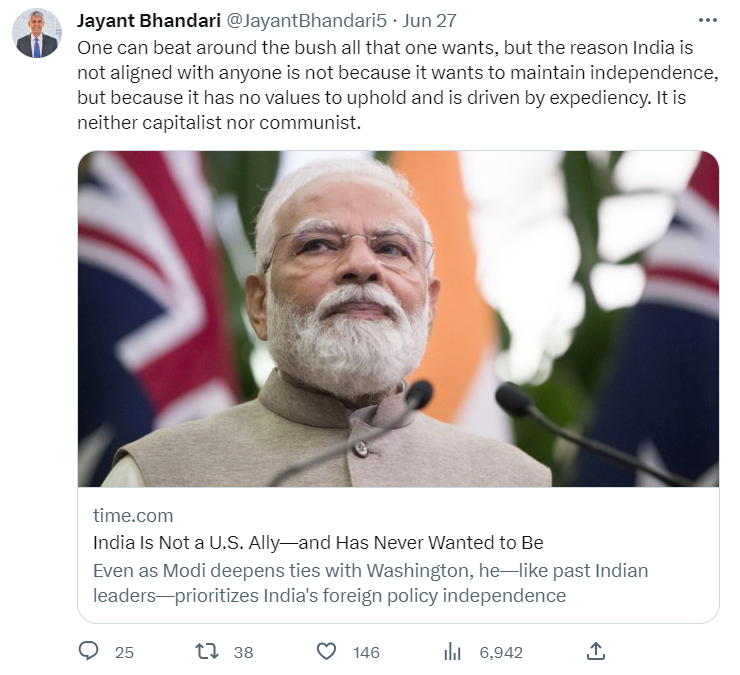 Jayant Bhandari @JayantBhandari5 · Jun 27
One can beat around the bush all that one wants, but the reason India is
not aligned with anyone is not because it wants to maintain independence,
but because it has no values to uphold and is driven by expediency. It is
neither capitalist nor communist.
time.com
India Is Not a U.S. Ally—and Has Never Wanted to Be
Even as Modi deepens ties with Washington, he—like past Indian
leaders—prioritizes India's foreign policy independence
25 38 146 6,942